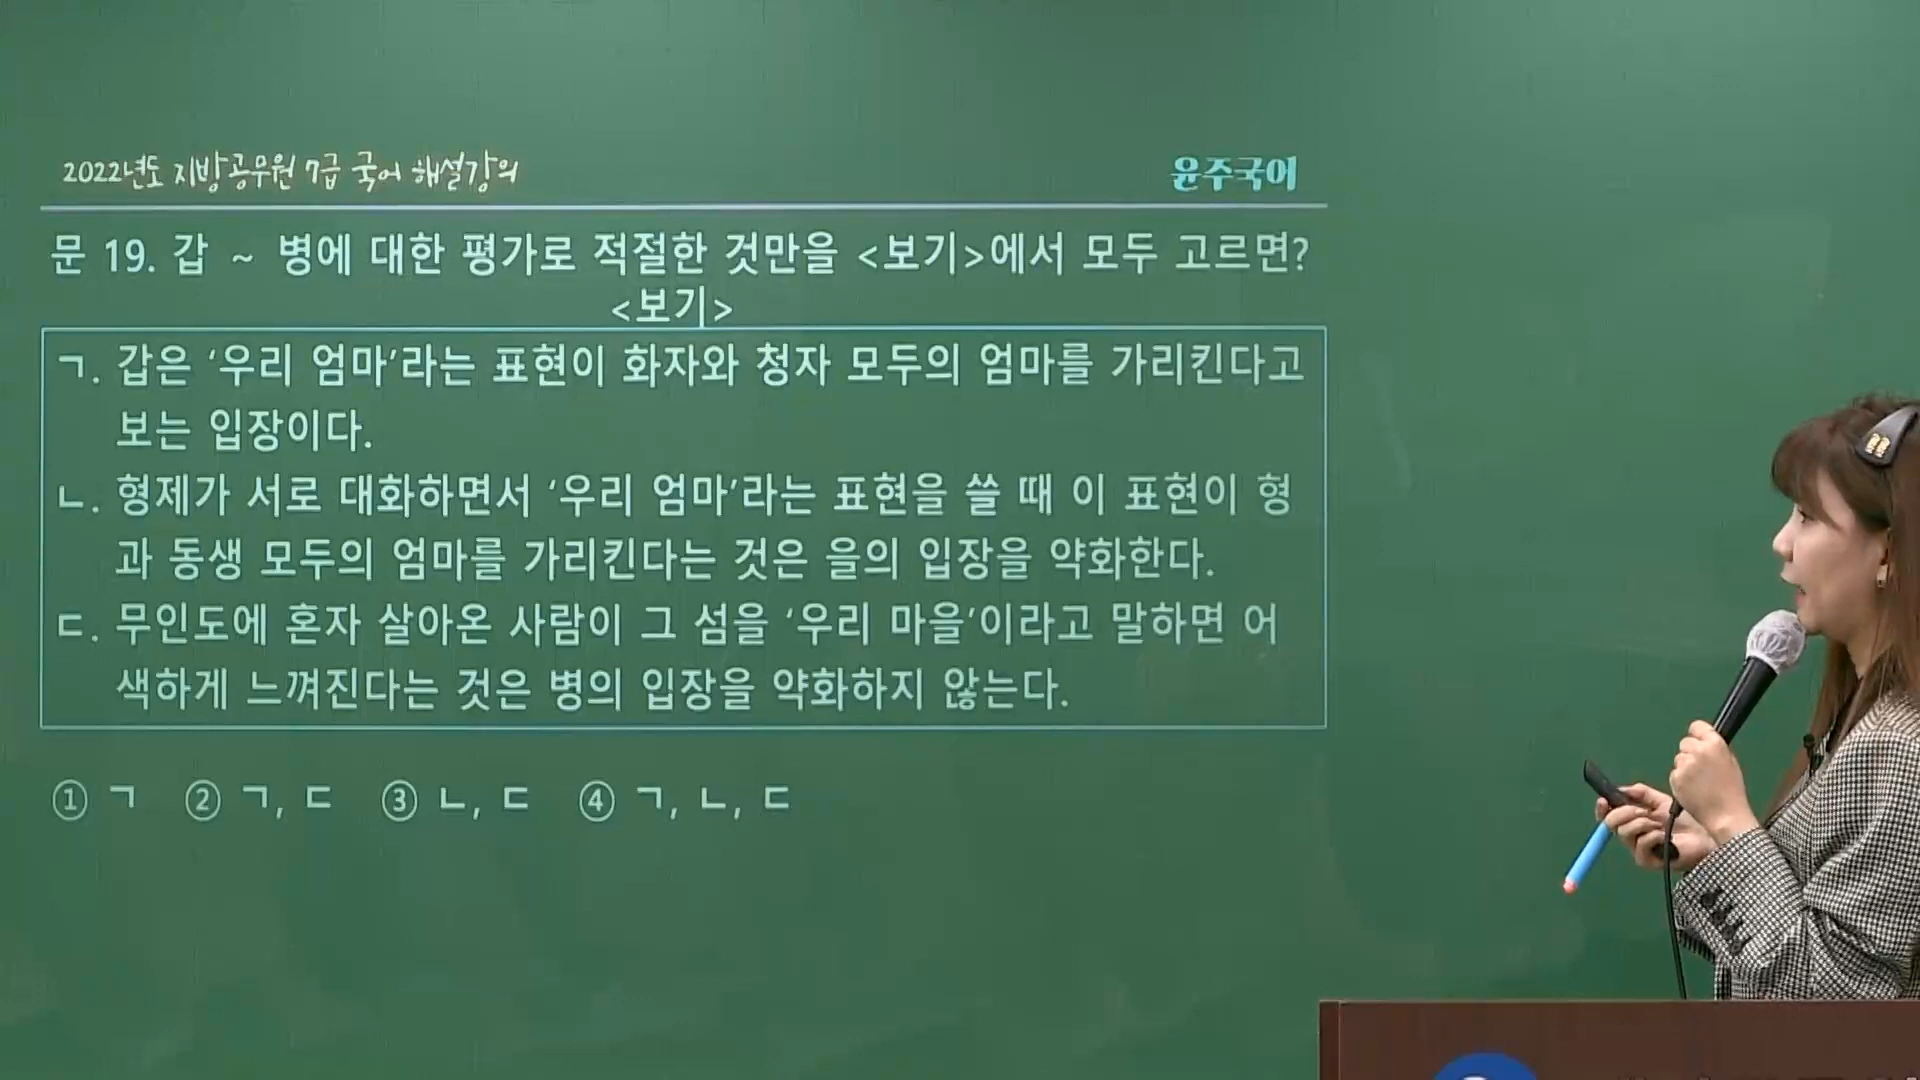 2022년도 지방공무원 7급 국어 해설강의
윤주국어
문 19. 갑 ~ 병에 대한 평가로 적절한 것만을 <보기>에서 모두 고르면?
<보기>
ㄱ. 갑은 ‘우리 엄마’라는 표현이 화자와 청자 모두의 엄마를 가리킨다고
보는 입장이다.
ㄴ. 형제가 서로 대화하면서 ‘우리 엄마’라는 표현을 쓸 때 이 표현이 형
과 동생 모두의 엄마를 가리킨다는 것은 을의 입장을 약화한다.
ㄷ. 무인도에 혼자 살아온 사람이 그 섬을 ‘우리 마을’이라고 말하면 어
색하게 느껴진다는 것은 병의 입장을 약화하지 않는다.
① ㄱ ② ㄱ, ㄷ ③ ㄴ, ㄷ ④ ㄱ, ㄴ, ㄷ